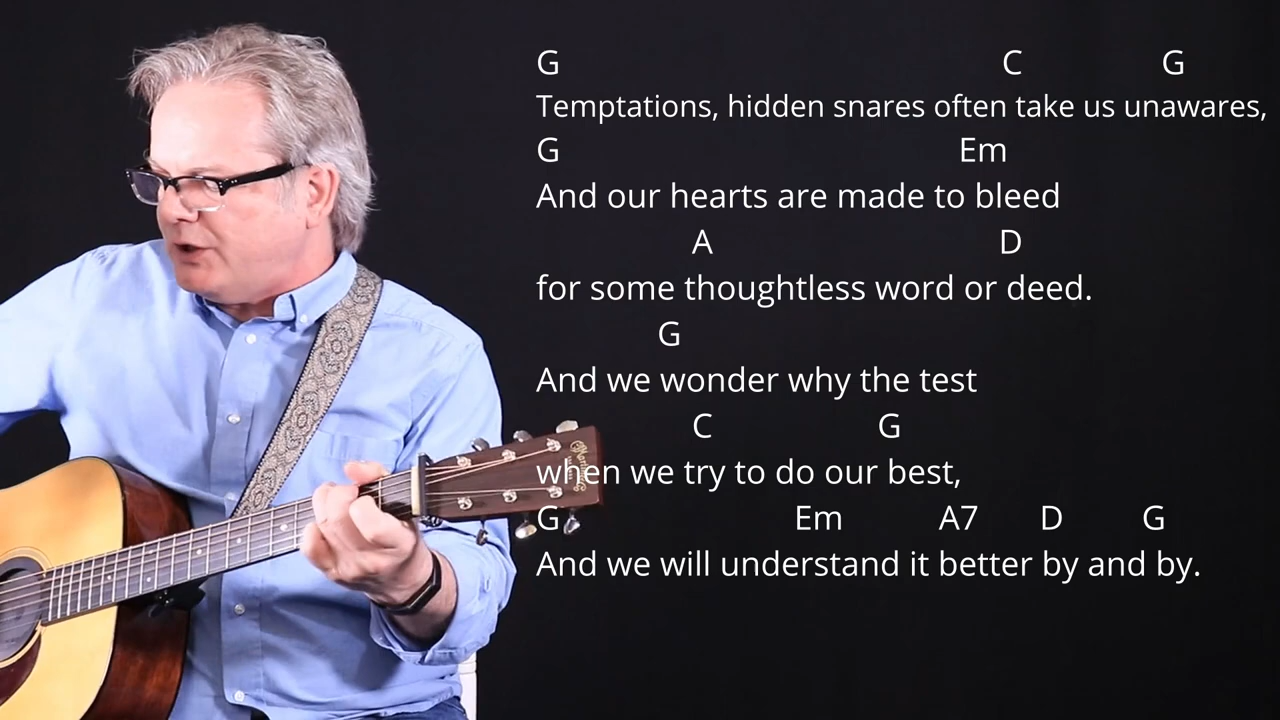 G C G
Temptations, hidden snares often take us unawares,
G Em
And our hearts are made to bleed
A D
for some thoughtless word or deed.
G
And we wonder why the test
C G
when we try to do our best,
G Em A7 D G
And we will understand it better by and by.